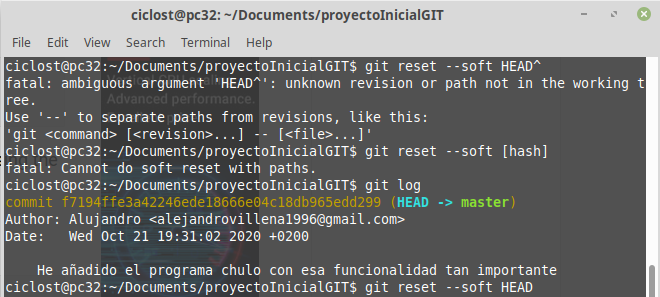 ciclost@pc32: ~/Documents/proyectoInicialGIT
File Edit View Search Terminal Help
ciclost@pc32:~/Documents/proyectoInicialGIT$ git reset --soft HEAD^
fatal: ambiguous argument 'HEAD^': unknown revision or path not in the working t
ree.
Use '--' to separate paths from revisions, like this:
'git <command> [<revision>...] -- [<file>...]'
ciclost@pc32:~/Documents/proyectoInicialGIT$ git reset --soft [hash]
fatal: Cannot do soft reset with paths.
ciclost@pc32:~/Documents/proyectoInicialGIT$ git log
commit f7194ffe3a42246ede18666e04c18db965edd299 (HEAD -> master)
Author: Alujandro <alejandrovillena1996@gmail.com>
Date:   Wed Oct 21 19:31:02 2020 +0200
    He añadido el programa chulo con esa funcionalidad tan importante
ciclost@pc32:~/Documents/proyectoInicialGIT$ git reset --soft HEAD